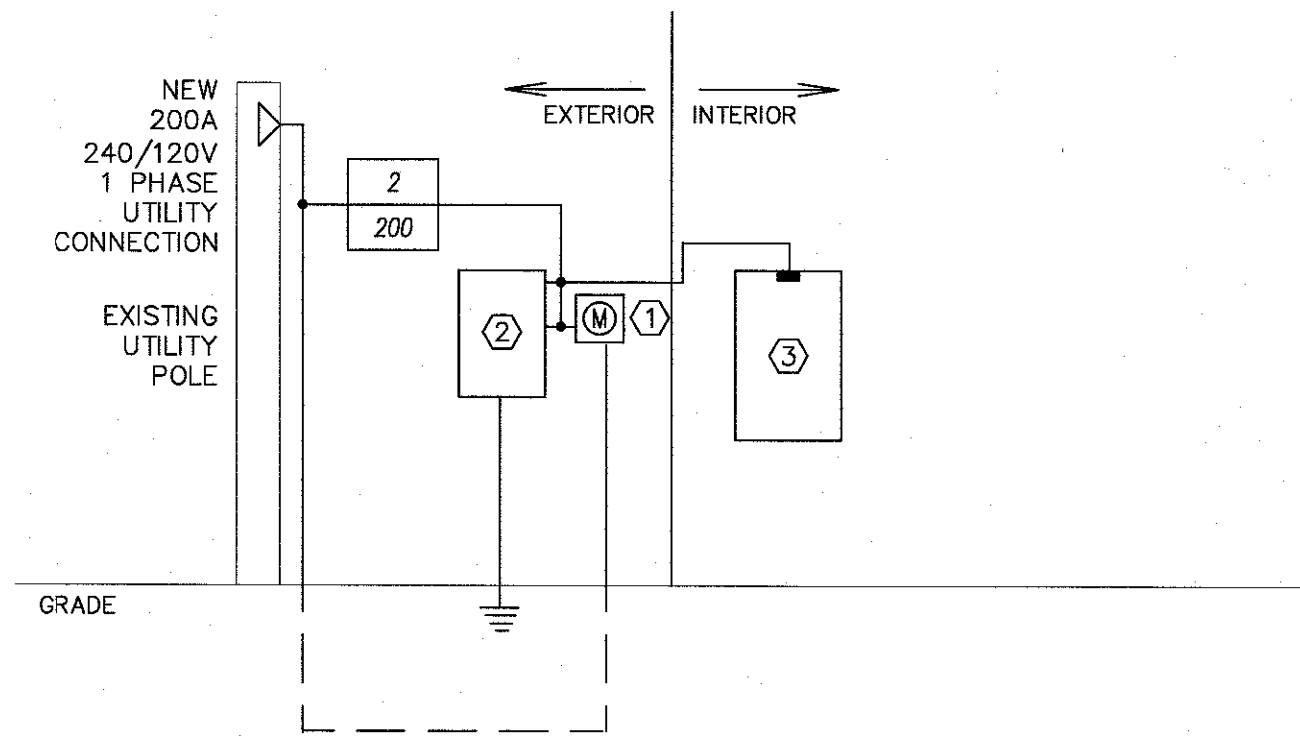 NEW
200A
240/120V
1 PHASE
UTILITY
CONNECTION
EXISTING
UTILITY
POLE
EXTERIOR
INTERIOR
2
200
2
M
1
3
GRADE